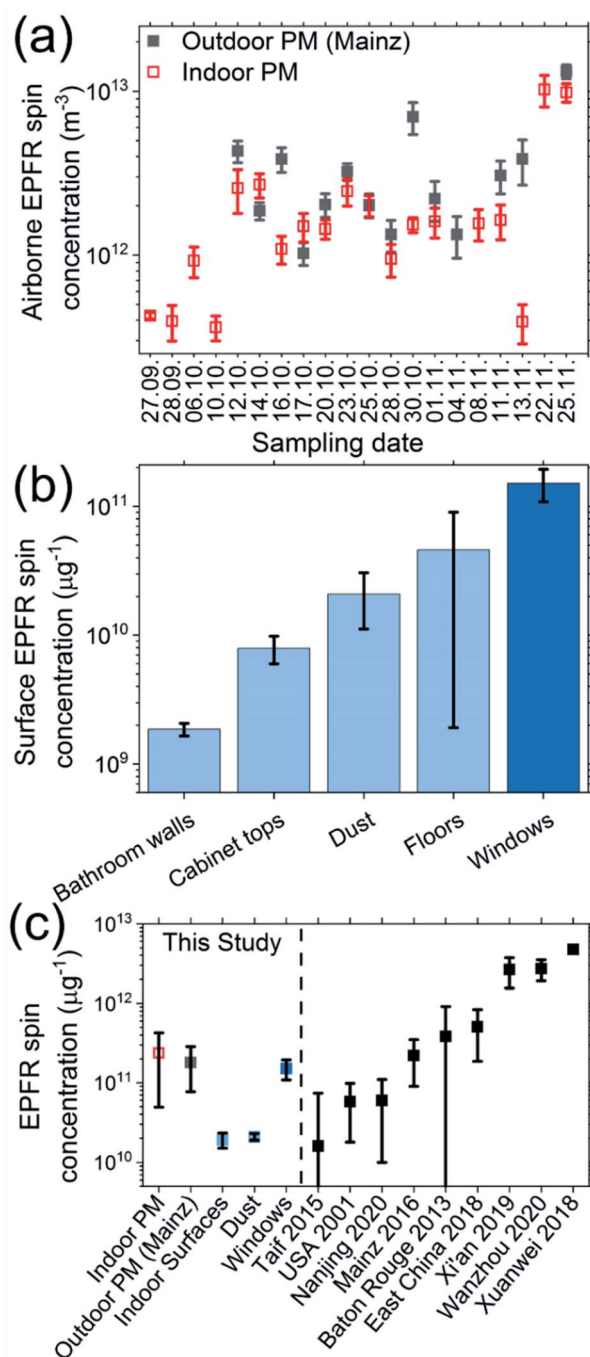 (a)
Outdoor PM (Mainz)
Indoor PM
Airborne EPFR spin
concentration (m⁻³)
10¹³
10¹²
27.09.
28.09.
06.10.
10.10.
12.10.
14.10.
16.10.
17.10.
20.10.
23.10.
25.10.
28.10.
30.10.
01.11.
04.11.
08.11.
11.11.
13.11.
22.11.
25.11.
Sampling date
(b)
Surface EPFR spin
concentration (µg⁻¹)
10¹¹
10¹⁰
10⁹
Bathroom walls
Cabinet tops
Dust
Floors
Windows
(c)
This Study
EPFR spin
concentration (µg⁻¹)
10¹³
10¹²
10¹¹
10¹⁰
Indoor PM
Outdoor PM (Mainz)
Indoor Surfaces
Dust
Windows
Taif 2015
USA 2001
Nanjing 2020
Mainz 2016
Baton Rouge 2013
East China 2018
Xi'an 2019
Wanzhou 2020
Xuanwei 2018